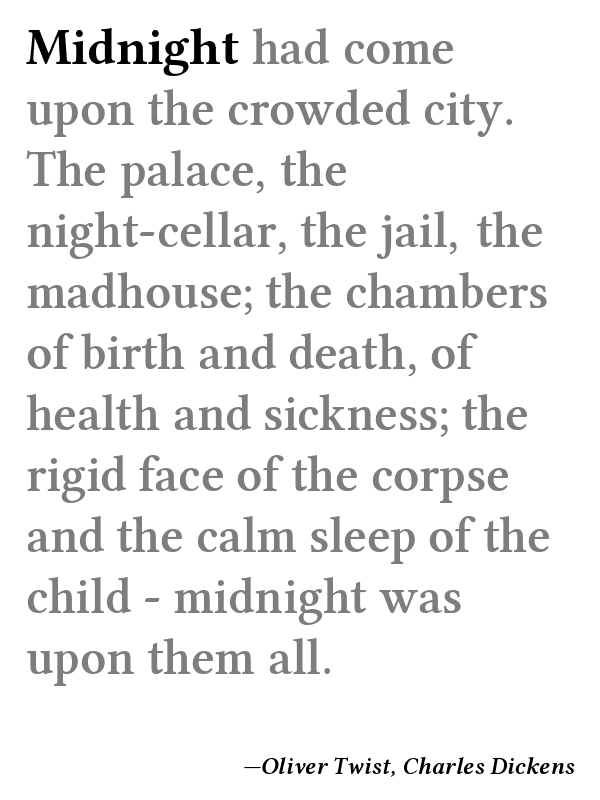 Midnight had come
upon the crowded city.
The palace, the
night-cellar, the jail, the
madhouse; the chambers
of birth and death, of
health and sickness; the
rigid face of the corpse
and the calm sleep of the
child - midnight was
upon them all.
—Oliver Twist, Charles Dickens